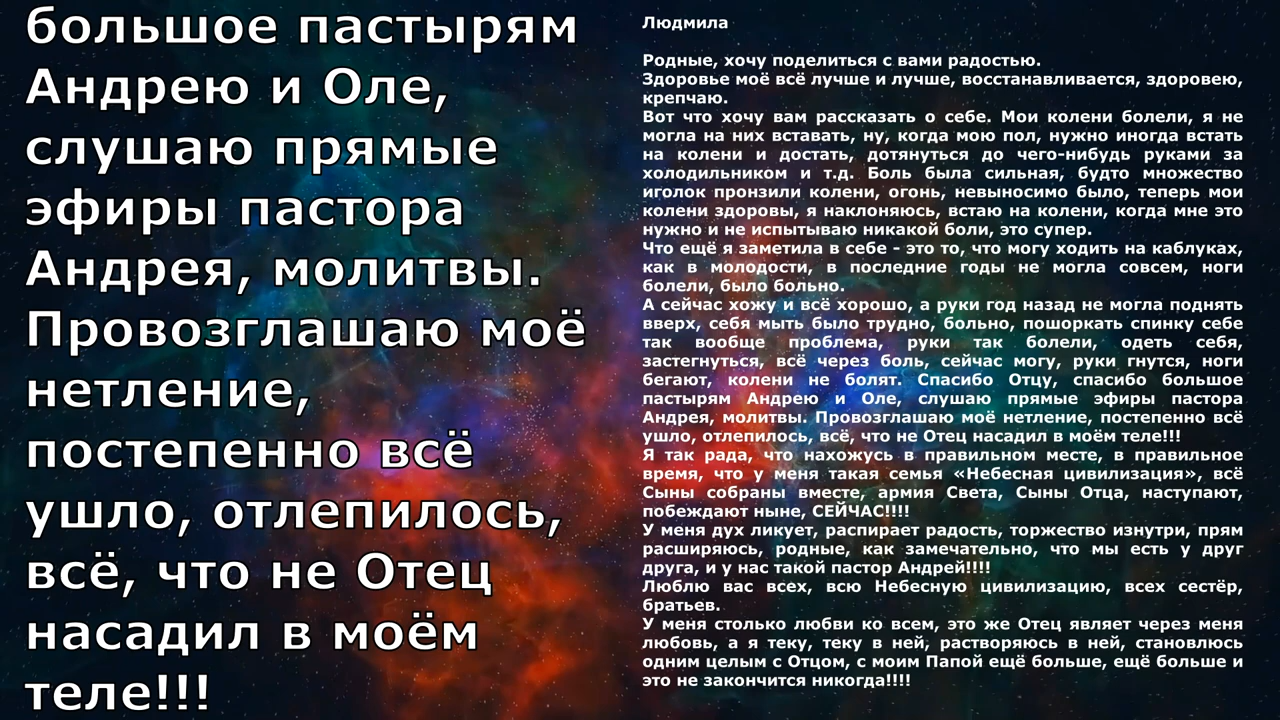 большое пастырям
Андрею и Оле,
слушаю прямые
эфиры пастора
Андрея, молитвы.
Провозглашаю моё
нетление,
постепенно всё
ушло, отлепилось,
всё, что не Отец
насадил в моём
теле!!!
Людмила
Родные, хочу поделиться с вами радостью.
Здоровье моё всё лучше и лучше, восстанавливается, здоровею,
крепчаю.
Вот что хочу вам рассказать о себе. Мои колени болели, я не
могла на них вставать, ну, когда мою пол, нужно иногда встать
на колени и достать, дотянуться до чего-нибудь руками за
холодильником и т.д. Боль была сильная, будто множество
иголок пронзили колени, огонь, невыносимо было, теперь мои
колени здоровы, я наклоняюсь, встаю на колени, когда мне это
нужно и не испытываю никакой боли, это супер.
Что ещё я заметила в себе - это то, что могу ходить на каблуках,
как в молодости, в последние годы не могла совсем, ноги
болели, было больно.
А сейчас хожу и всё хорошо, а руки год назад не могла поднять
вверх, себя мыть было трудно, больно, пошоркать спинку себе
так вообще проблема, руки так болели, одеть себя,
застегнуться, всё через боль, сейчас могу, руки гнутся, ноги
бегают, колени не болят. Спасибо Отцу, спасибо большое
пастырям Андрею и Оле, слушаю прямые эфиры пастора
Андрея, молитвы. Провозглашаю моё нетление, постепенно всё
ушло, отлепилось, всё, что не Отец насадил в моём теле!!!
Я так рада, что нахожусь в правильном месте, в правильное
время, что у меня такая семья «Небесная цивилизация», всё
Сыны собраны вместе, армия Света, Сыны Отца, наступают,
побеждают ныне, СЕЙЧАС!!!!
У меня дух ликует, распирает радость, торжество изнутри, прям
расширяюсь, родные, как замечательно, что мы есть у друг
друга, и у нас такой пастор Андрей!!!!
Люблю вас всех, всю Небесную цивилизацию, всех сестёр,
братьев.
У меня столько любви ко всем, это же Отец являет через меня
любовь, а я теку, теку в ней, растворяюсь в ней, становлюсь
одним целым с Отцом, с моим Папой ещё больше, ещё больше и
это не закончится никогда!!!!